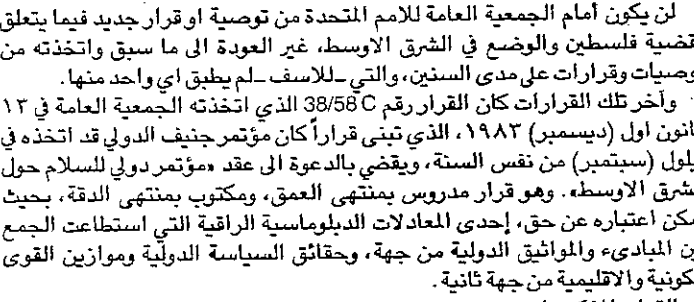 لن يكون أمام الجمعية العامة للأمم المتحدة من توصية او قرار جديد فيما يتعلق
قضية فلسطين والوضع في الشرق الاوسط، غير العودة الى ما سبق واتخذته من
وصيات وقرارات على مدى السنين، والتي ــ للاسف ــ لم يطبق اي واحد منها.
وآخر تلك القرارات كان القرار رقم 38/58 C الذي اتخذته الجمعية العامة في ١٣
انون اول (ديسمبر) ١٩٨٣، الذي تبنى قراراً كان مؤتمر جنيف الدولي قد اتخذه في
يلول (سبتمبر) من نفس السنة، ويقضي بالدعوة الى عقد «مؤتمر دولي للسلام حول
شرق الاوسط». وهو قرار مدروس بمنتهى العمق، ومكتوب بمنتهى الدقة، بحيث
مكن اعتباره عن حق، إحدى المعادلات الدبلوماسية الراقية التي استطاعت الجمع
ن المبادىء والمواثيق الدولية من جهة، وحقائق السياسة الدولية وموازين القوى
كونية والاقليمية من جهة ثانية.